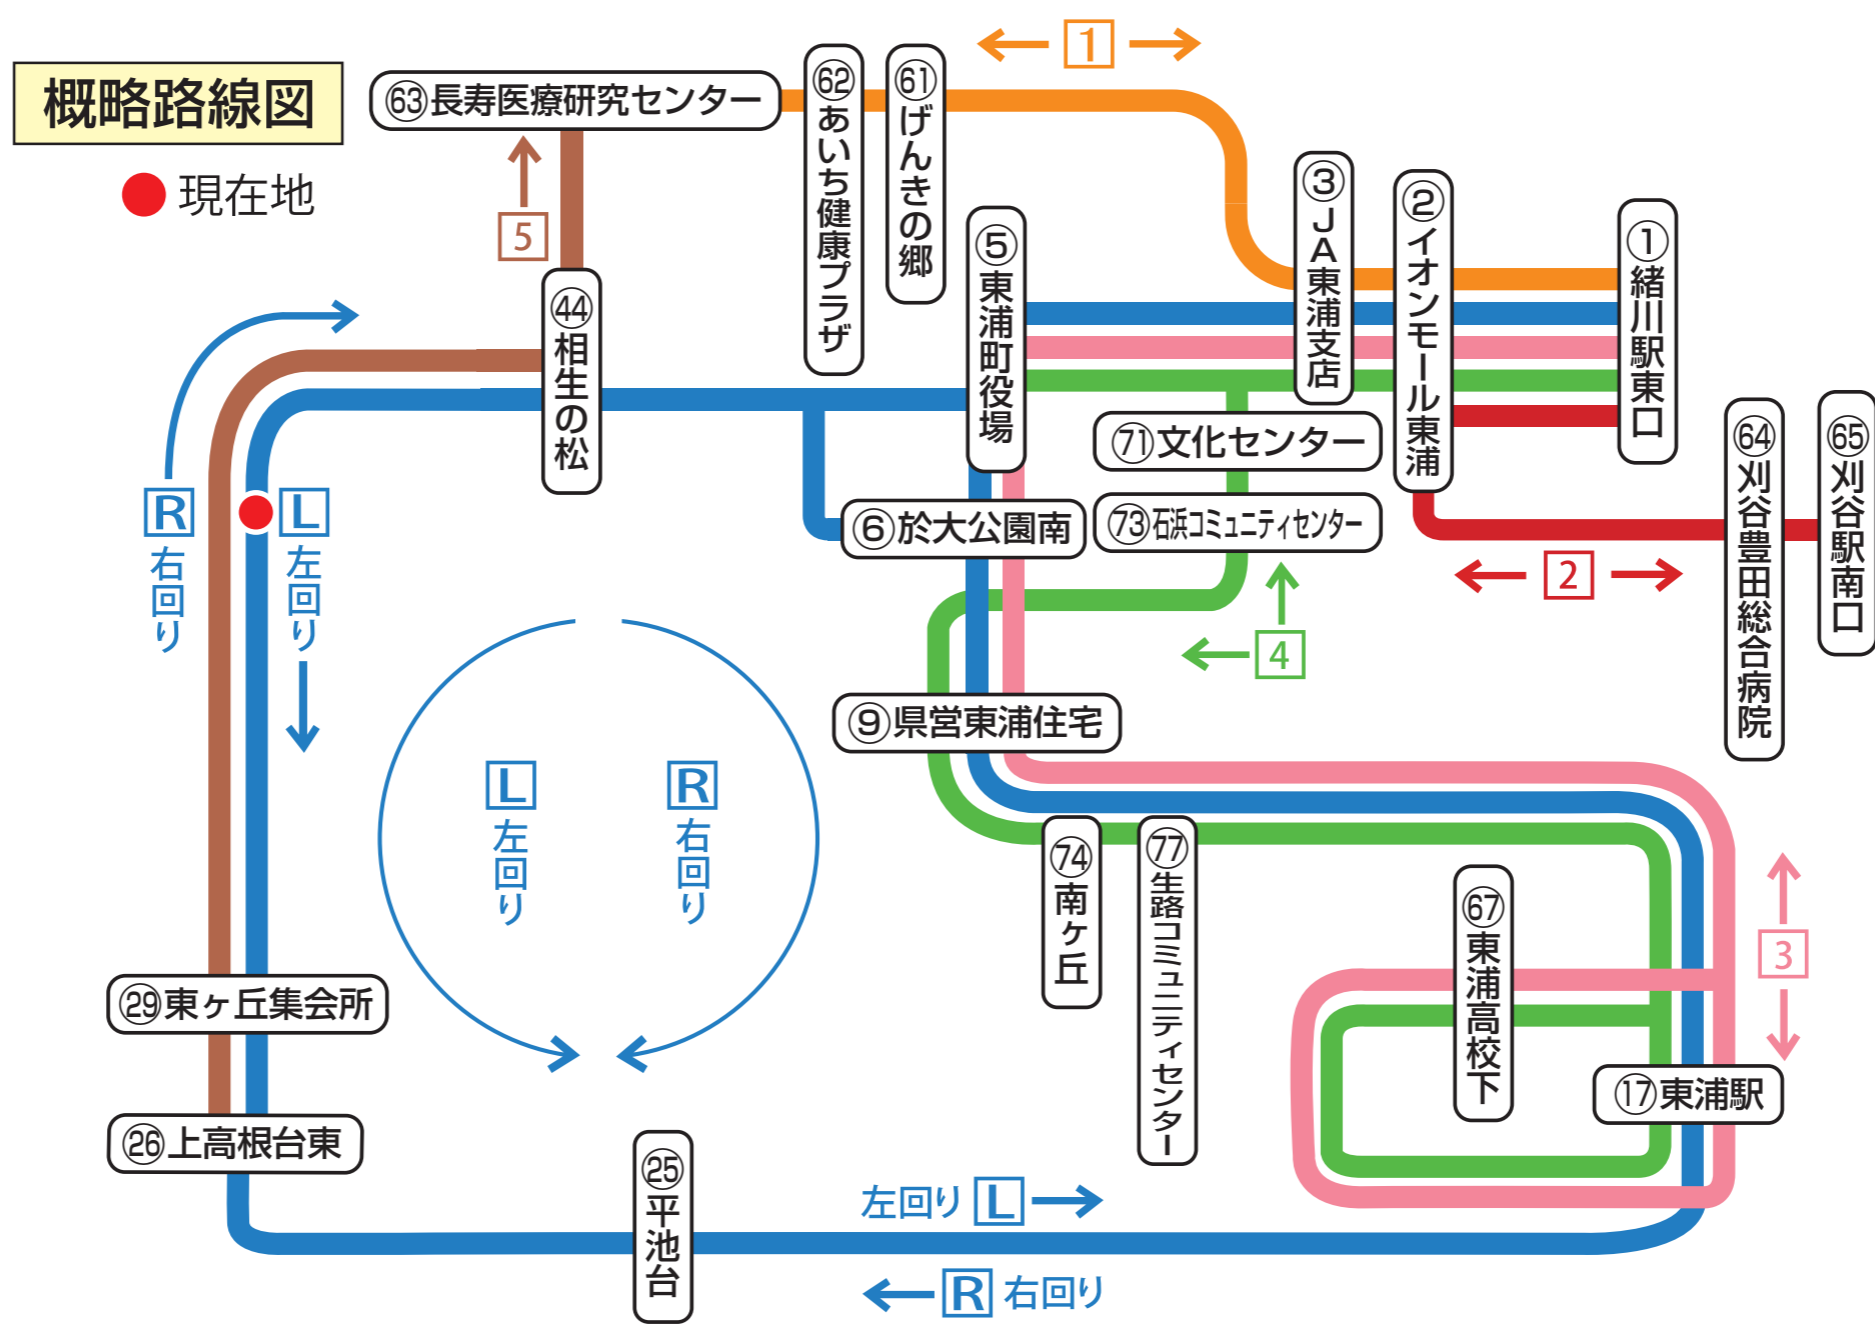 概略路線図
現在地
1
63長寿医療研究センター
62あいち健康プラザ
61げんきの郷
5
44相生の松
⑤東浦町役場
③JA東浦支店
②イオンモール東浦
①緒川駅東口
71文化センター
73石浜コミュニティセンター
⑥於大公園南
64刈谷豊田総合病院
65刈谷駅南口
2
4
R
右回り
L
左回り
⑨県営東浦住宅
L
左回り
R
右回り
74南ヶ丘
77生路コミュニティセンター
67東浦高校下
3
⑰東浦駅
29東ヶ丘集会所
26上高根台東
25平池台
左回り L
R 右回り